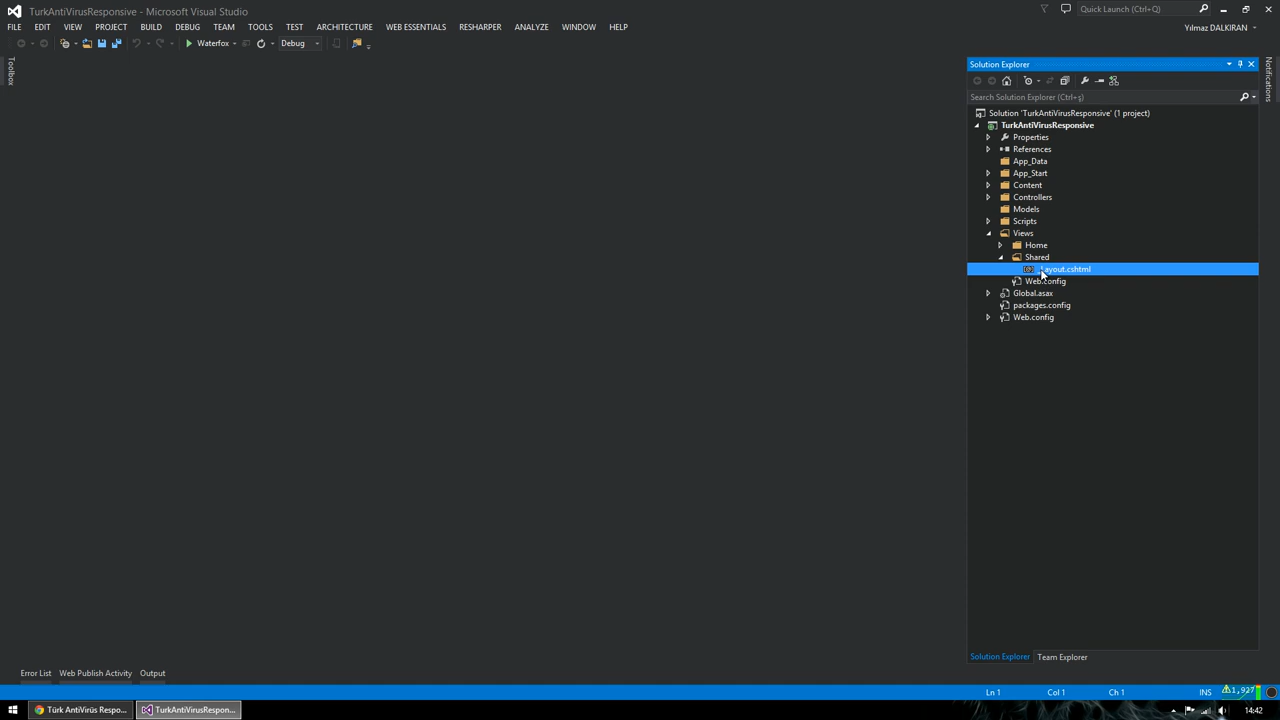 TurkAntiVirusResponsive - Microsoft Visual Studio
Quick Launch (Ctrl+Q)
FILE EDIT VIEW PROJECT BUILD DEBUG TEAM TOOLS TEST ARCHITECTURE WEB ESSENTIALS RESHARPER ANALYZE WINDOW HELP
Yılmaz DALKIRAN
Waterfox Debug
Toolbox
Solution Explorer
Notifications
Search Solution Explorer (Ctrl+ş)
Solution 'TurkAntiVirusResponsive' (1 project)
TurkAntiVirusResponsive
Properties
References
App_Data
App_Start
Content
Controllers
Models
Scripts
Views
Home
Shared
_Layout.cshtml
Web.config
Global.asax
packages.config
Web.config
Solution Explorer Team Explorer
Error List Web Publish Activity Output
Ln 1 Col 1 Ch 1 INS
1,927
Türk AntiVirüs Respo... TurkAntiVirusRespon...
14:42